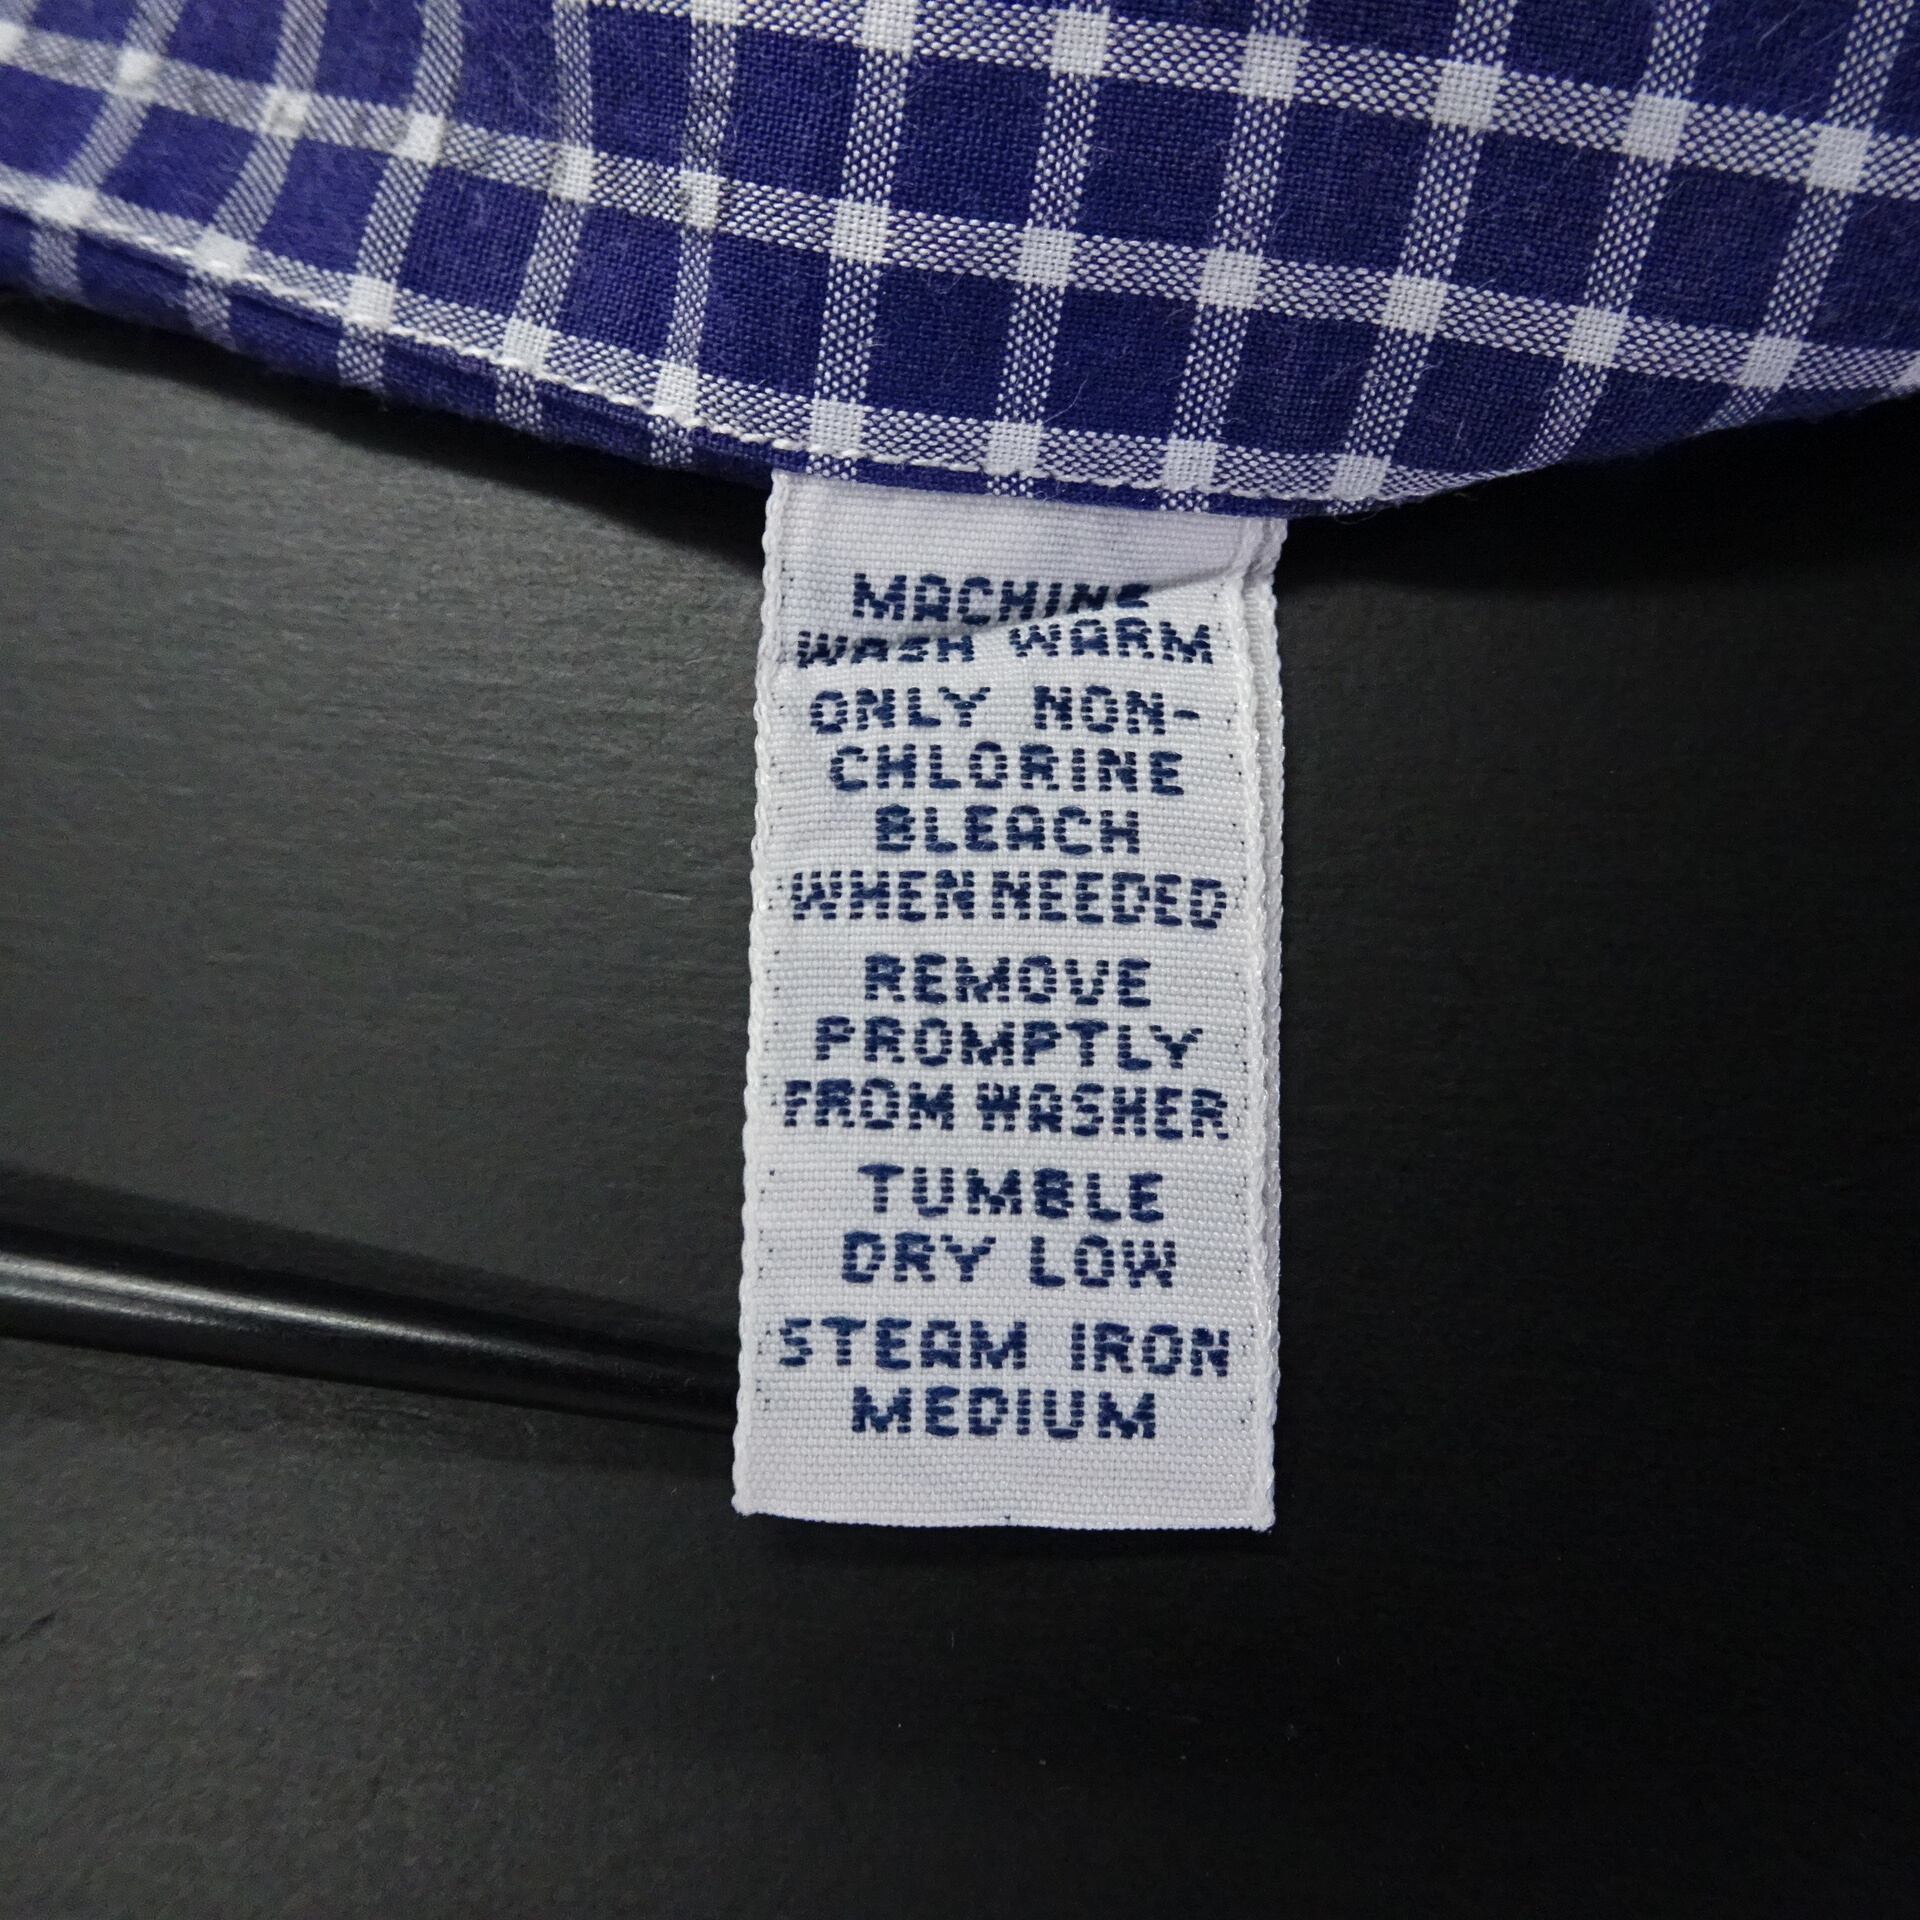 MACHINE
WASH WARM
ONLY NON-
CHLORINE
BLEACH
WHEN NEEDED
REMOVE
PROMPTLY
FROM WASHER
TUMBLE
DRY LOW
STEAM IRON
MEDIUM